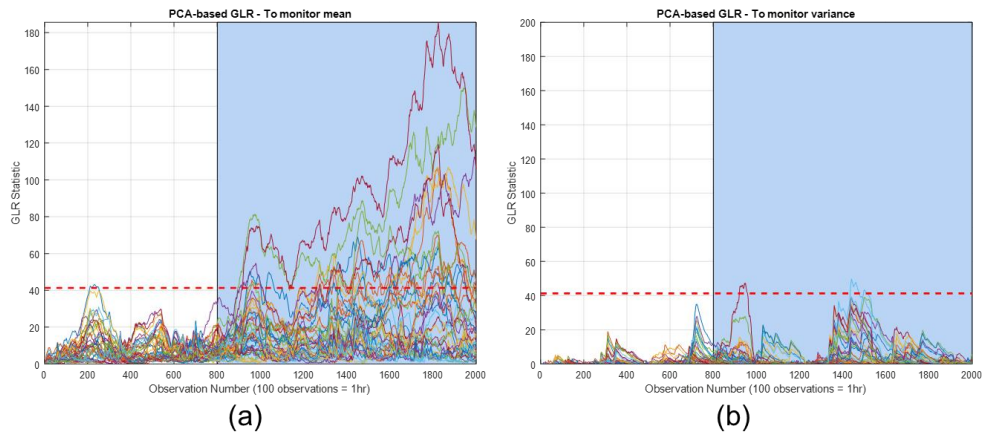 PCA-based GLR - To monitor mean
180
160
140
120
100
80
60
40
20
0
GLR Statistic
0 200 400 600 800 1000 1200 1400 1600 1800 2000
Observation Number (100 observations = 1hr)
(a)
PCA-based GLR - To monitor variance
200
180
160
140
120
100
80
60
40
20
0
GLR Statistic
0 200 400 600 800 1000 1200 1400 1600 1800 2000
Observation Number (100 observations = 1hr)
(b)